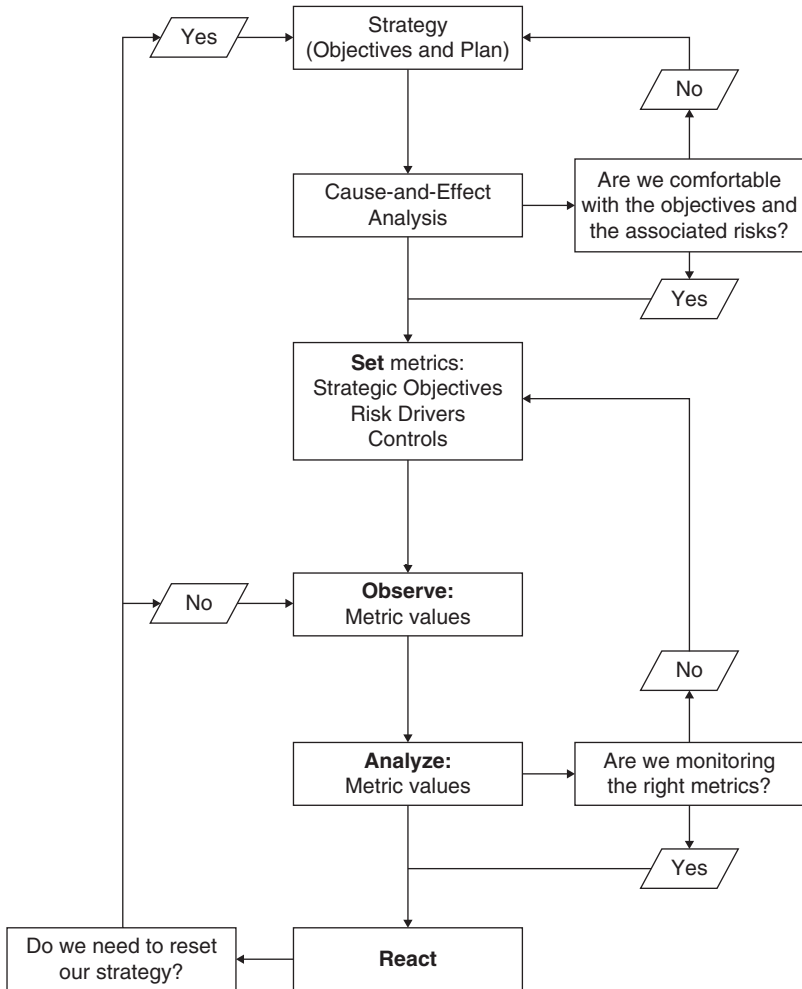 Yes
Strategy
(Objectives and Plan)
No
Cause-and-Effect
Analysis
Are we comfortable
with the objectives and
the associated risks?
Yes
Set metrics:
Strategic Objectives
Risk Drivers
Controls
No
Observe:
Metric values
No
Analyze:
Metric values
Are we monitoring
the right metrics?
Yes
Do we need to reset
our strategy?
React